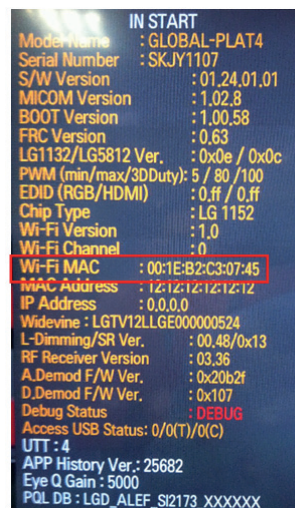 IN START
Model Name : GLOBAL-PLAT4
Serial Number : SKJY1107
S/W Version : 01.24.01.01
MICOM Version : 1.02.8
BOOT Version : 1.00.58
FRC Version : 0.63
LG1132/LG5812 Ver. : 0x0e / 0x0c
PWM (min/max/3DDuty): 5 / 80 /100
EDID (RGB/HDMI) : 0.ff / 0.ff
Chip Type : LG 1152
Wi-Fi Version : 1.0
Wi-Fi Channel : 0
Wi-Fi MAC : 00:1E:B2:C3:07:45
MAC Address : 12:12:12:12:12:12
IP Address : 0.0.0.0
Widevine : LGTV12LLGE000000524
L-Dimming/SR Ver. : 00.48/0x13
RF Receiver Version : 03.36
A.Demod F/W Ver. : 0x20b2f
D.Demod F/W Ver. : 0x107
Debug Status : DEBUG
Access USB Status: 0/0(T)/0(C)
UTT : 4
APP History Ver.: 25682
Eye Q Gain : 5000
PQL DB : LGD_ALEF_SI2173_XXXXXX